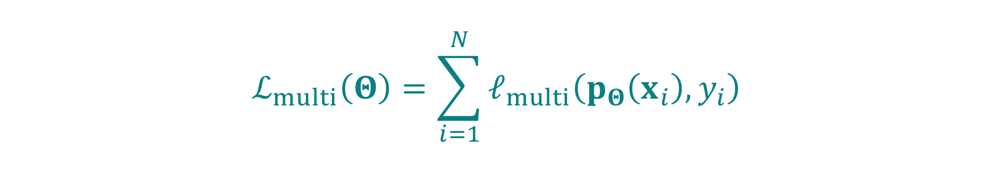 ℒ_multi(𝚯) = ∑_{i=1}^{N} ℓ_multi(𝐩_𝚯(𝐱_i), y_i)